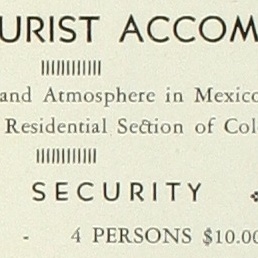 URIST ACCOM
and Atmosphere in Mexico
Residential Section of Col
SECURITY
- 4 PERSONS $10.00